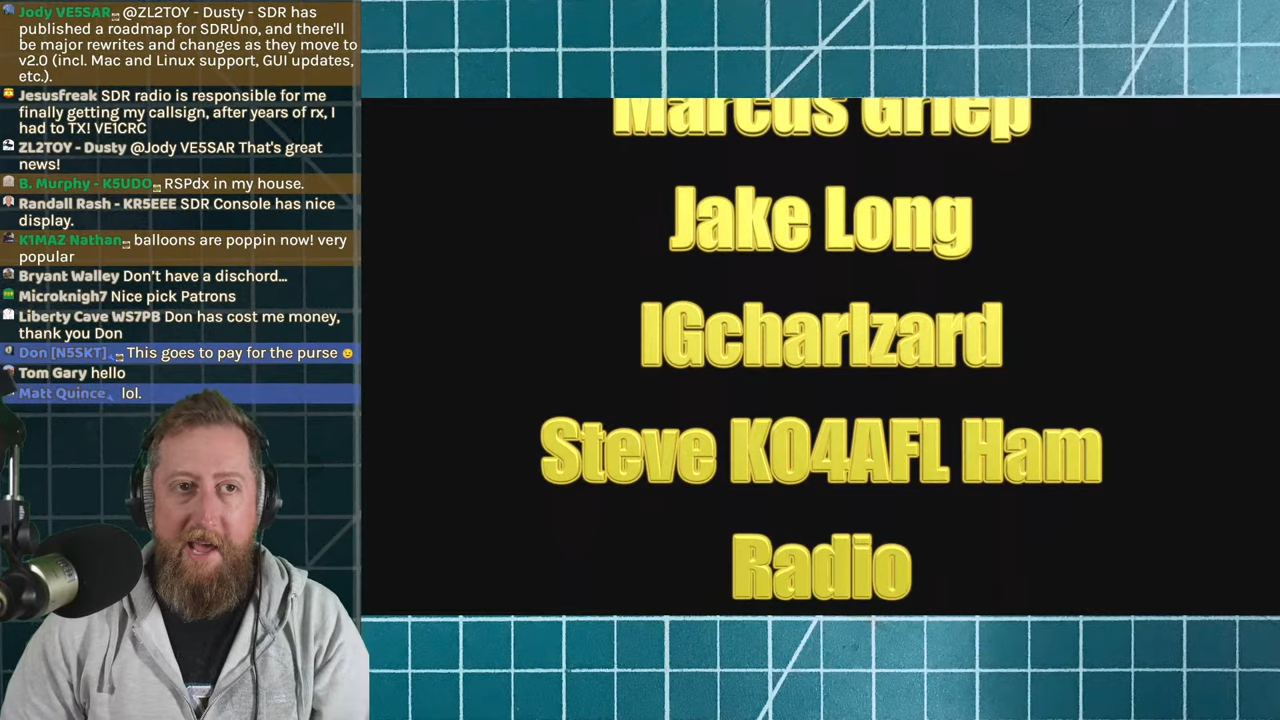 Jody VE5SAR @ZL2TOY - Dusty - SDR has
published a roadmap for SDRUno, and there'll
be major rewrites and changes as they move to
v2.0 (incl. Mac and Linux support, GUI updates,
etc.).
Jesusfreak SDR radio is responsible for me
finally getting my callsign, after years of rx, I
had to TX! VE1CRC
ZL2TOY - Dusty @Jody VE5SAR That's great
news!
B. Murphy - K5UDO RSPdx in my house.
Randall Rash - KR5EEE SDR Console has nice
display.
K1MAZ Nathan balloons are poppin now! very
popular
Bryant Walley Don't have a dischord...
Microknigh7 Nice pick Patrons
Liberty Cave WS7PB Don has cost me money,
thank you Don
Don [N5SKT] This goes to pay for the purse
Tom Gary hello
Matt Quince lol.
Marcus Griep
Jake Long
IGcharIzard
Steve KO4AFL Ham
Radio